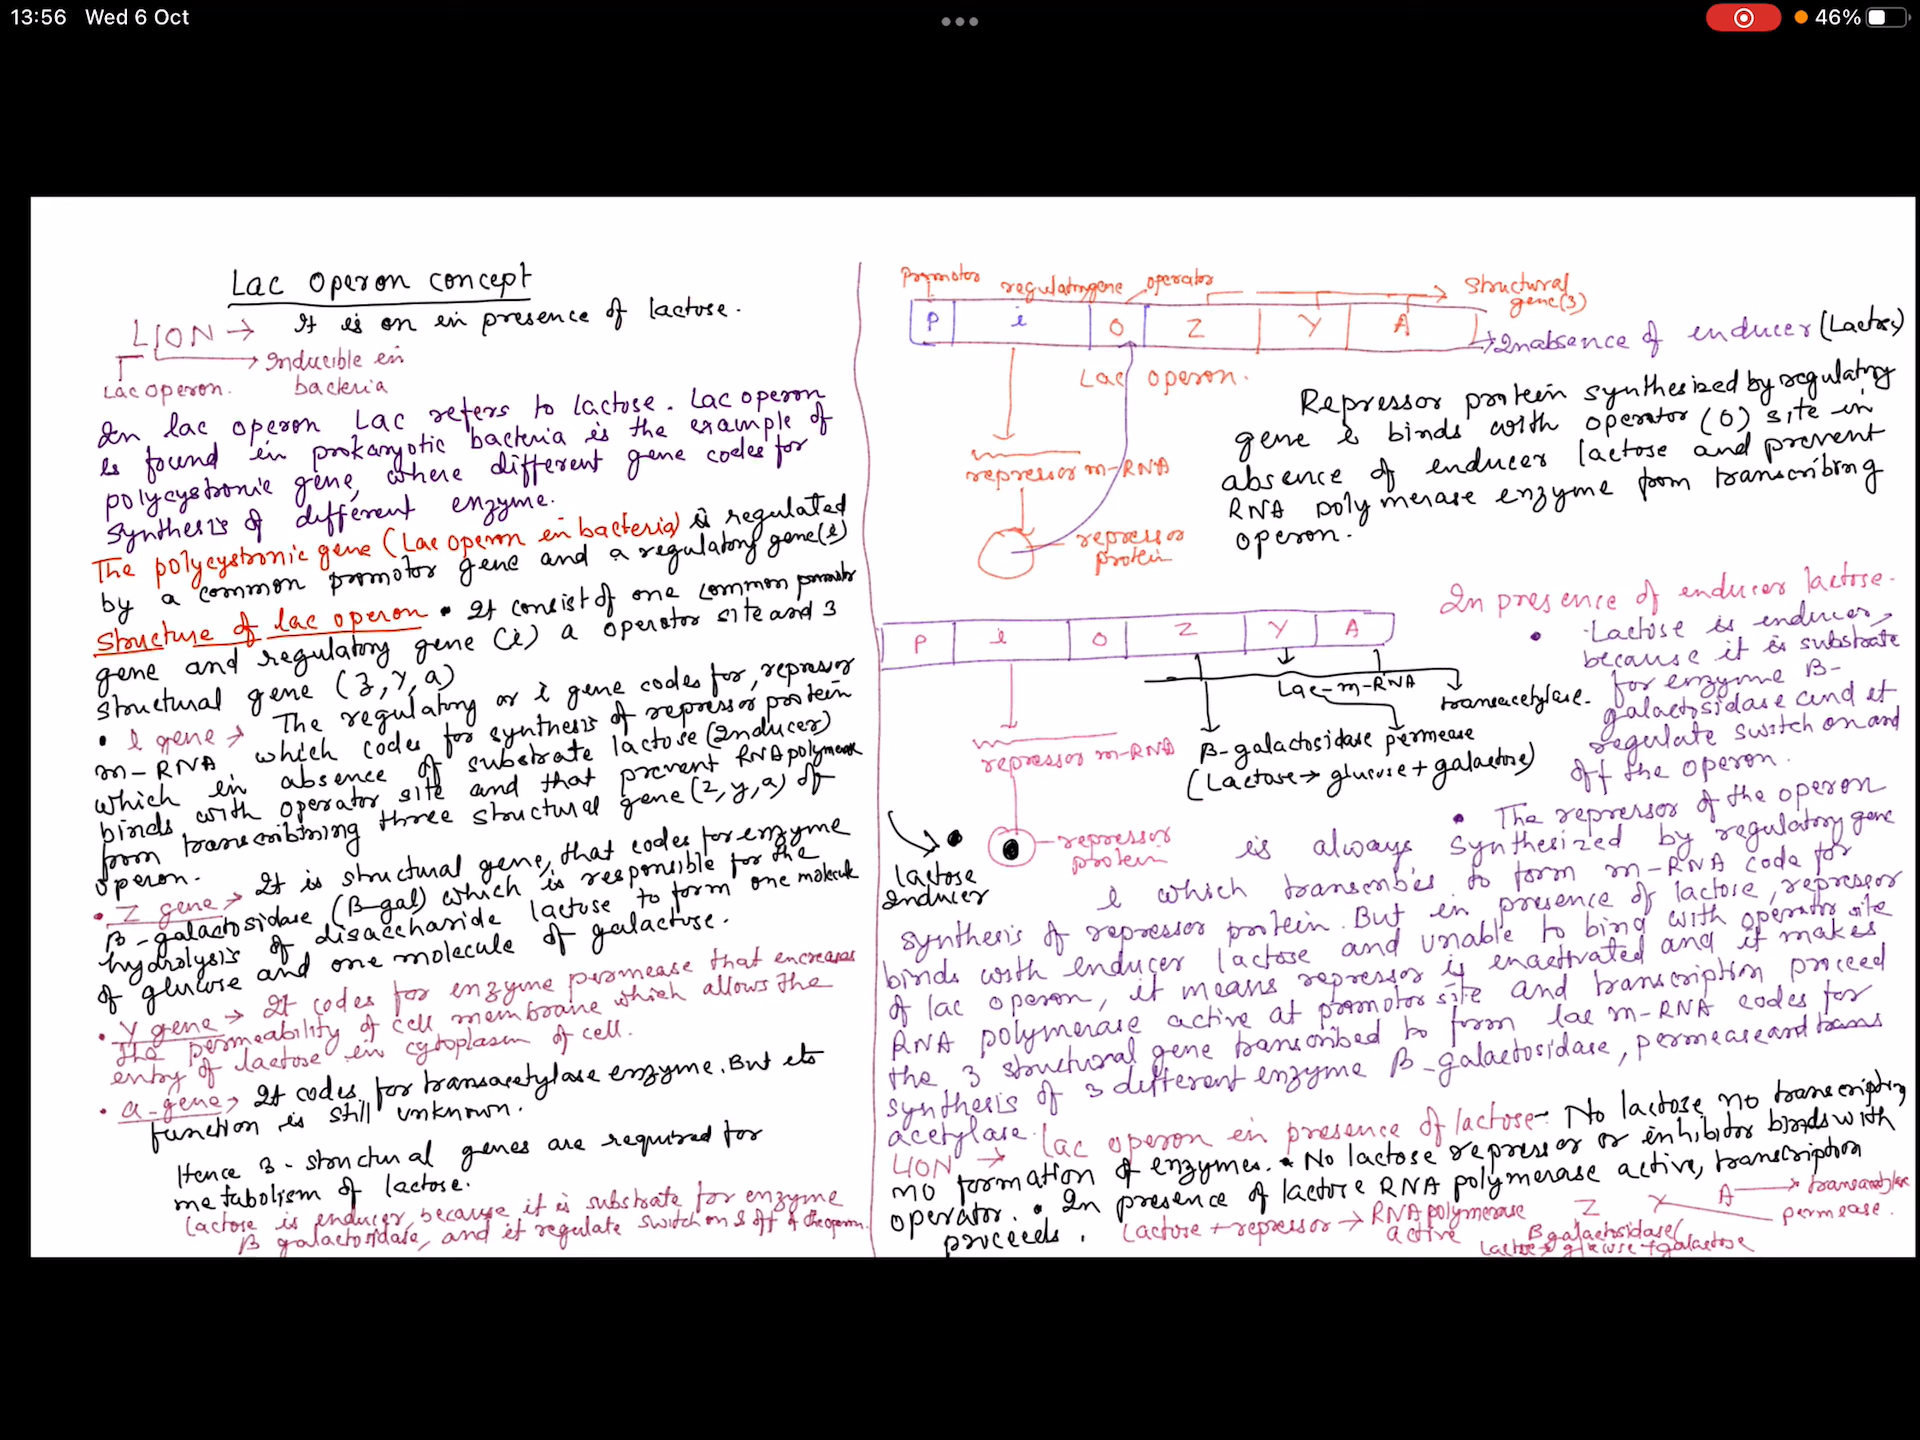 13:56 Wed 6 Oct
46%
Lac Operon concept
LION → It is on in presence of lactose.
Lac operon. Inducible in
bacteria
In lac operon Lac refers to lactose. Lac operon
is found in prokaryotic bacteria is the example of
polycystronic gene, where different gene codes for
synthesis of different enzyme.
The polycystronic gene (Lac operon in bacteria) is regulated
by a common promotor gene and a regulatory gene(i)
Structure of lac operon • It consist of one common promotor
gene and regulatory gene (i) a operator site and 3
structural gene (z, y, a)
• i gene → The regulatory or i gene codes for, repressor
m-RNA which codes for synthesis of repressor protein
which in absence of substrate lactose (Inducer)
binds with operator site and that prevent RNA polymerase
from transcribtning three structural gene (z, y, a) of
operon.
• Z gene → It is structural gene, that codes for enzyme
β-galactosidase (β-gal) which is responsible for the
hydrolysis of disaccharide lactose to form one molecule
of glucose and one molecule of galactose.
• Y gene → It codes for enzyme permease that encreases
the permeability of cell membrane which allows the
entry of lactose in cytoplasm of cell.
• a-gene → It codes for transacetylase enzyme. But its
function is still unknown.
Hence 3-structural genes are required for
metabolism of lactose.
Lactose is enducer, because it is substrate for enzyme
β galactosidase, and it regulate switch on & off of the operon.
Promotor regulatory gene operator Structural
gene(3)
P i O Z Y A
→ In absence of enducer (Lactose)
Lac operon.
repressor m-RNA
repressor
protein
Repressor protein synthesized by regulatory
gene i binds with operator (O) site in
absence of enducer lactose and prevent
RNA polymerase enzyme from transcribing
operon.
In presence of enducer lactose.
P i O Z Y A
Lac-m-RNA
transacetylase.
repressor m-RNA
β-galactosidase permease
(Lactose → glucose + galactose)
repressor
protein
lactose
Inducer
• Lactose is enducer,
because it is substrate
for enzyme β-
galactosidase and it
regulate switch on and
off the operon.
• The repressor of the operon
is always synthesized by regulatory gene
i which transcribes to form m-RNA code for
synthesis of repressor protein. But in presence of lactose, repressor
binds with enducer lactose and unable to bind with operator site
of lac operon, it means repressor is enactivated and it makes
RNA polymerase active at promotor site and transcription proceed
the 3 structural gene transcribed to form lac m-RNA codes for
synthesis of 3 different enzyme β-galactosidase, permease and trans
acetylase.
LION → Lac operon in presence of lactose - No lactose no transcription
no formation of enzymes. • No lactose repressor or inhibitor binds with
operator. • In presence of lactose RNA polymerase active, transcription
proceeds.
Lactose + repressor → RNA polymerase
active
Z Y A → transacetylase
permease.
β galactosidase (
Lactose → glucose + galactose